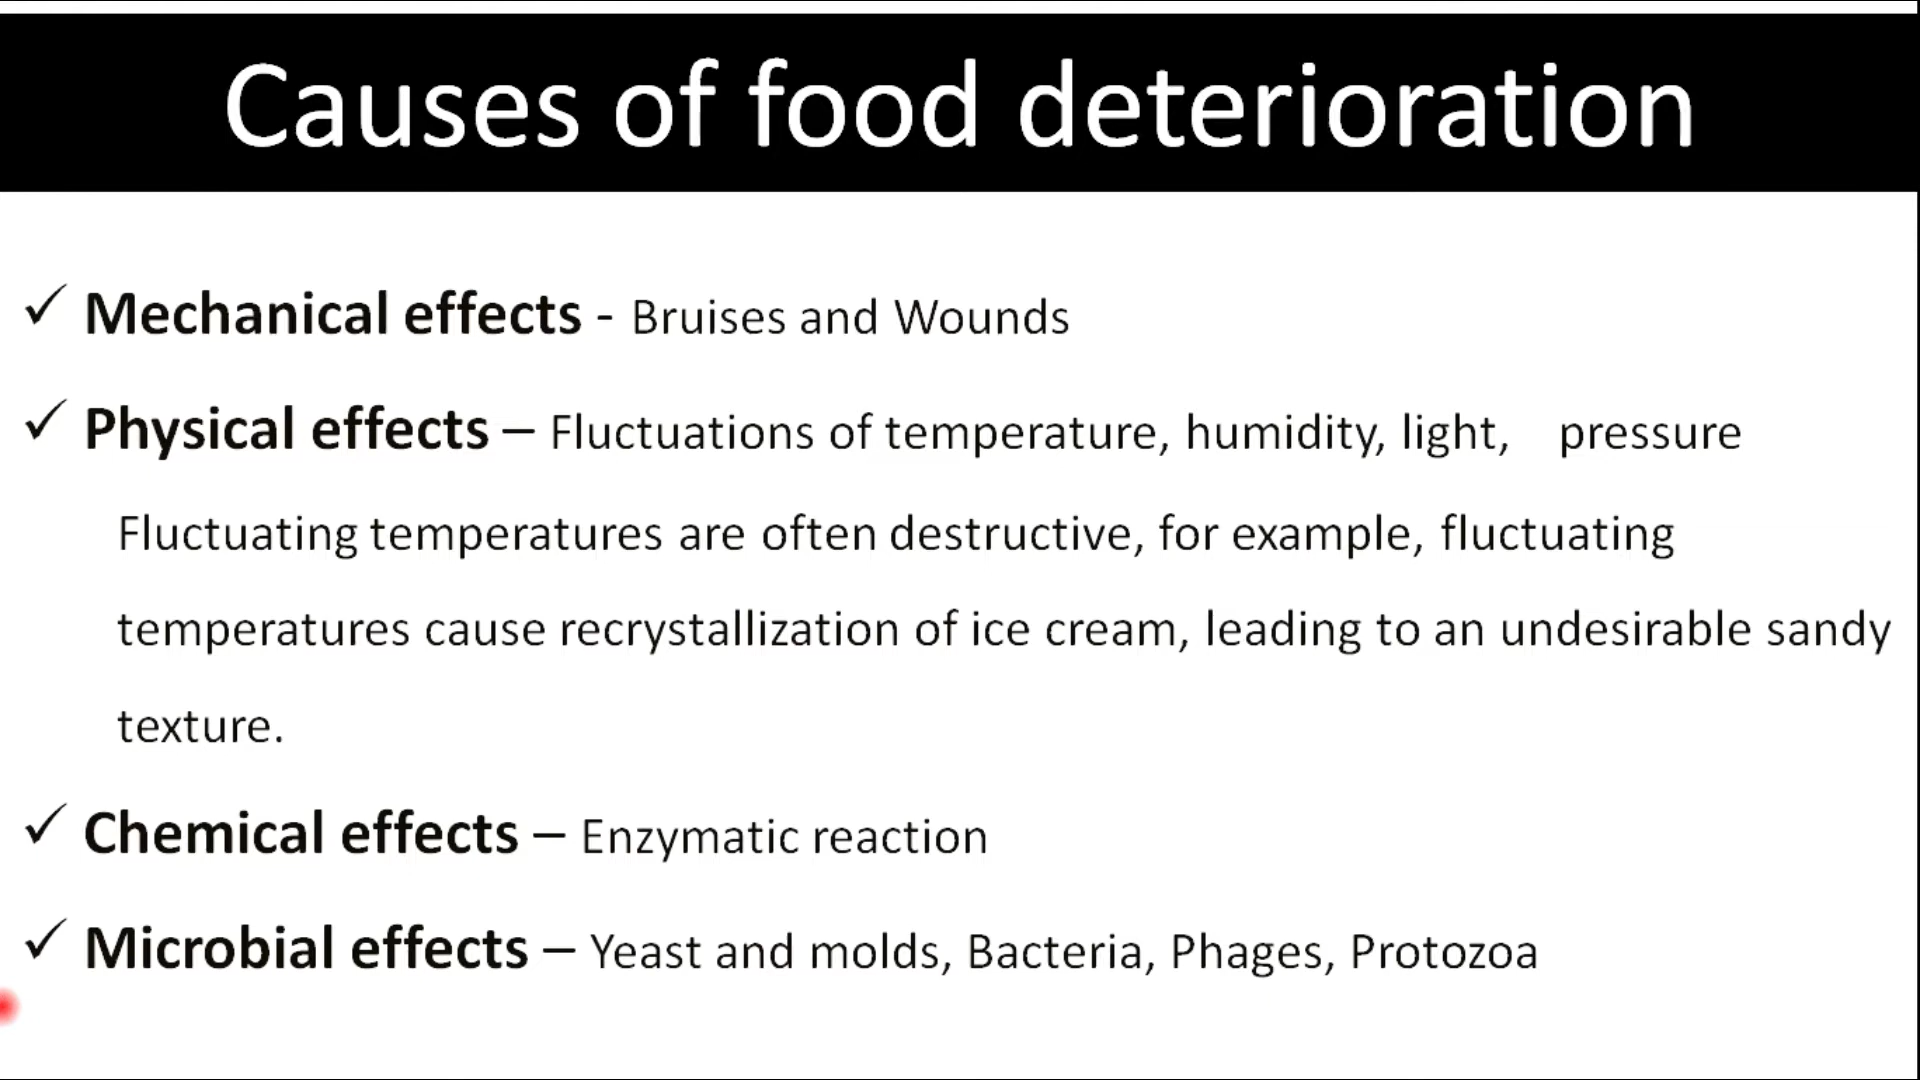 Causes of food deterioration
✓ Mechanical effects - Bruises and Wounds
✓ Physical effects – Fluctuations of temperature, humidity, light, pressure
Fluctuating temperatures are often destructive, for example, fluctuating
temperatures cause recrystallization of ice cream, leading to an undesirable sandy
texture.
✓ Chemical effects – Enzymatic reaction
✓ Microbial effects – Yeast and molds, Bacteria, Phages, Protozoa